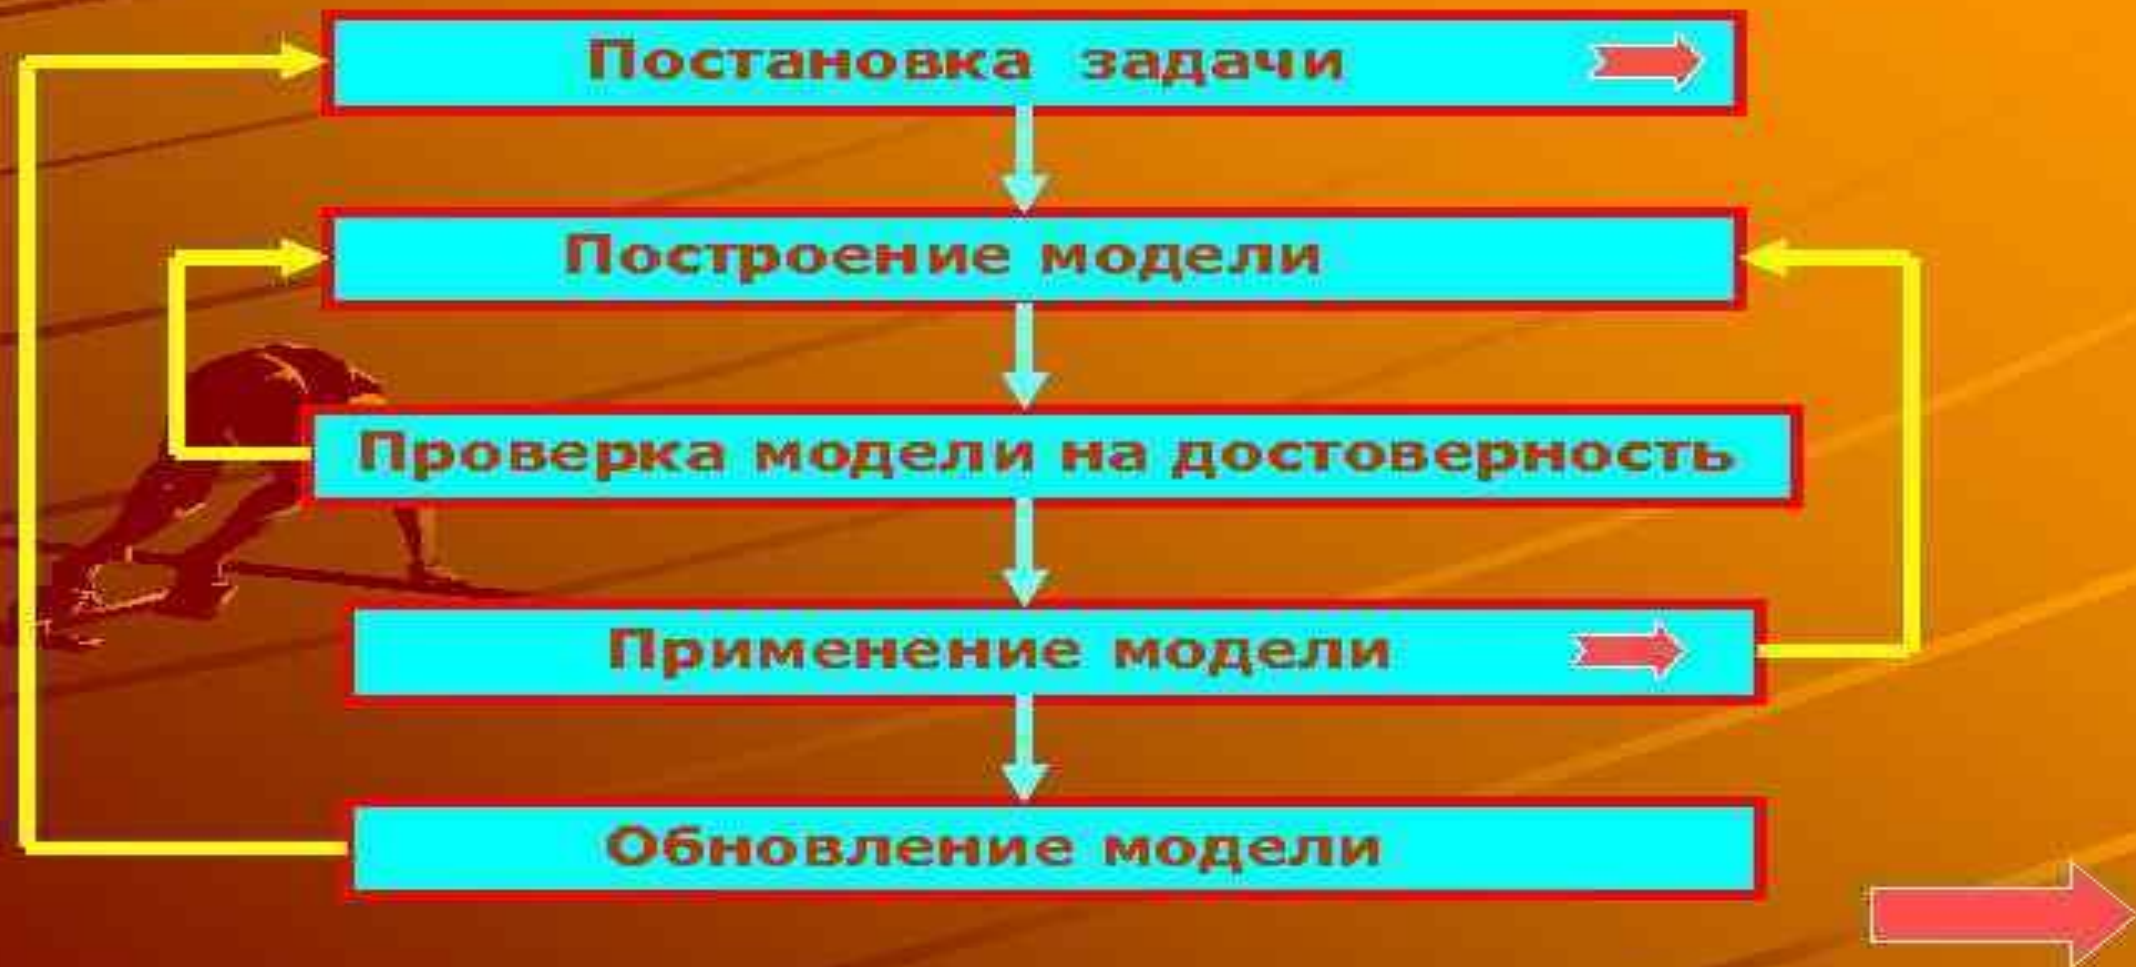 Постановка задачи
Построение модели
Проверка модели на достоверность
Применение модели
Обновление модели